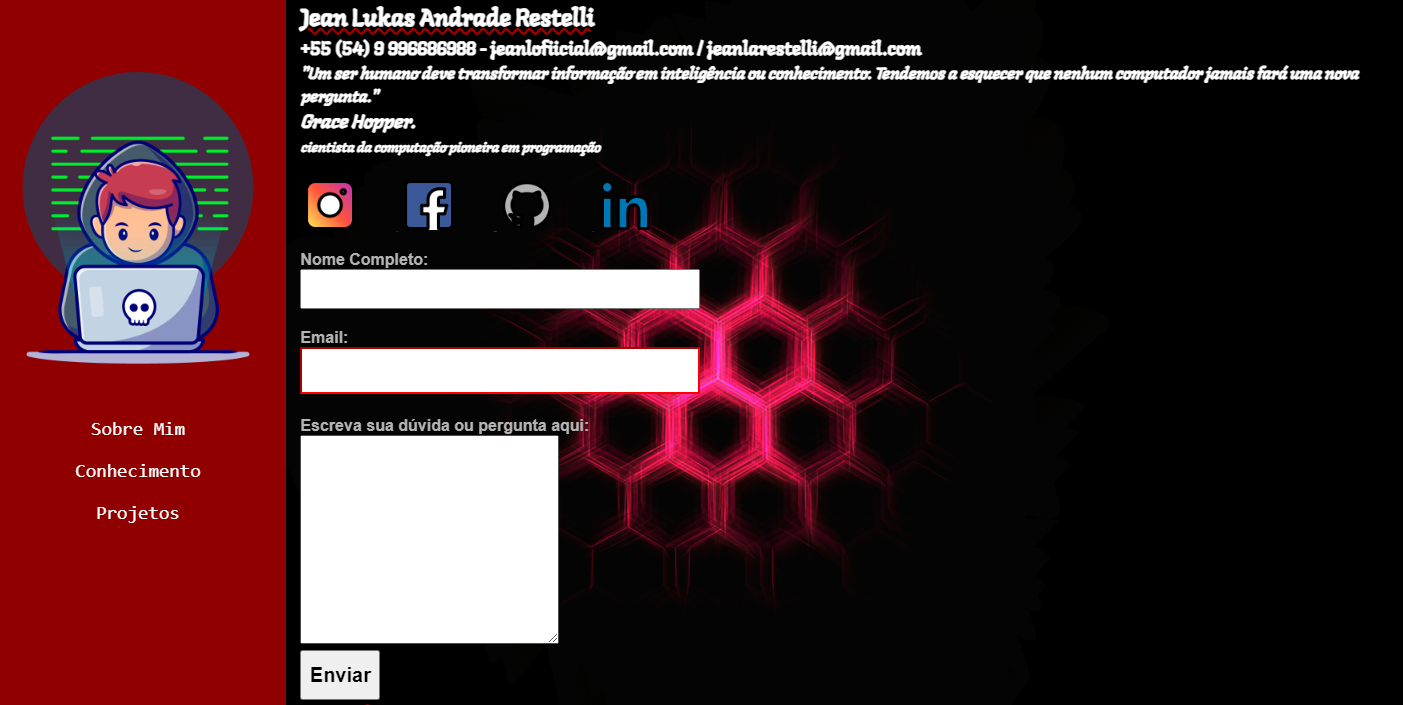 Jean Lukas Andrade Restelli
+55 (54) 9 996686988 - jeanlofiicial@gmail.com / jeanlarestelli@gmail.com
"Um ser humano deve transformar informação em inteligência ou conhecimento. Tendemos a esquecer que nenhum computador jamais fará uma nova
pergunta."
Grace Hopper.
cientista da computação pioneira em programação
Nome Completo:
Email:
Escreva sua dúvida ou pergunta aqui:
Enviar
Sobre Mim
Conhecimento
Projetos